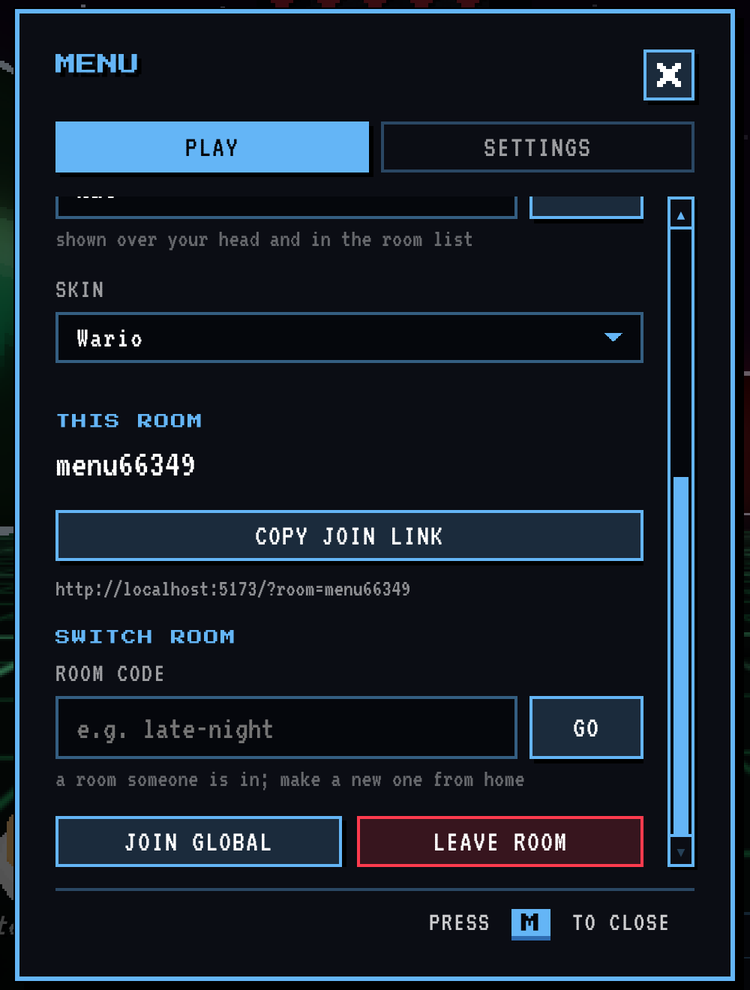 MENU
PLAY
SETTINGS
shown over your head and in the room list
SKIN
Wario
THIS ROOM
menu66349
COPY JOIN LINK
http://localhost:5173/?room=menu66349
SWITCH ROOM
ROOM CODE
e.g. late-night
GO
a room someone is in; make a new one from home
JOIN GLOBAL
LEAVE ROOM
PRESS M TO CLOSE